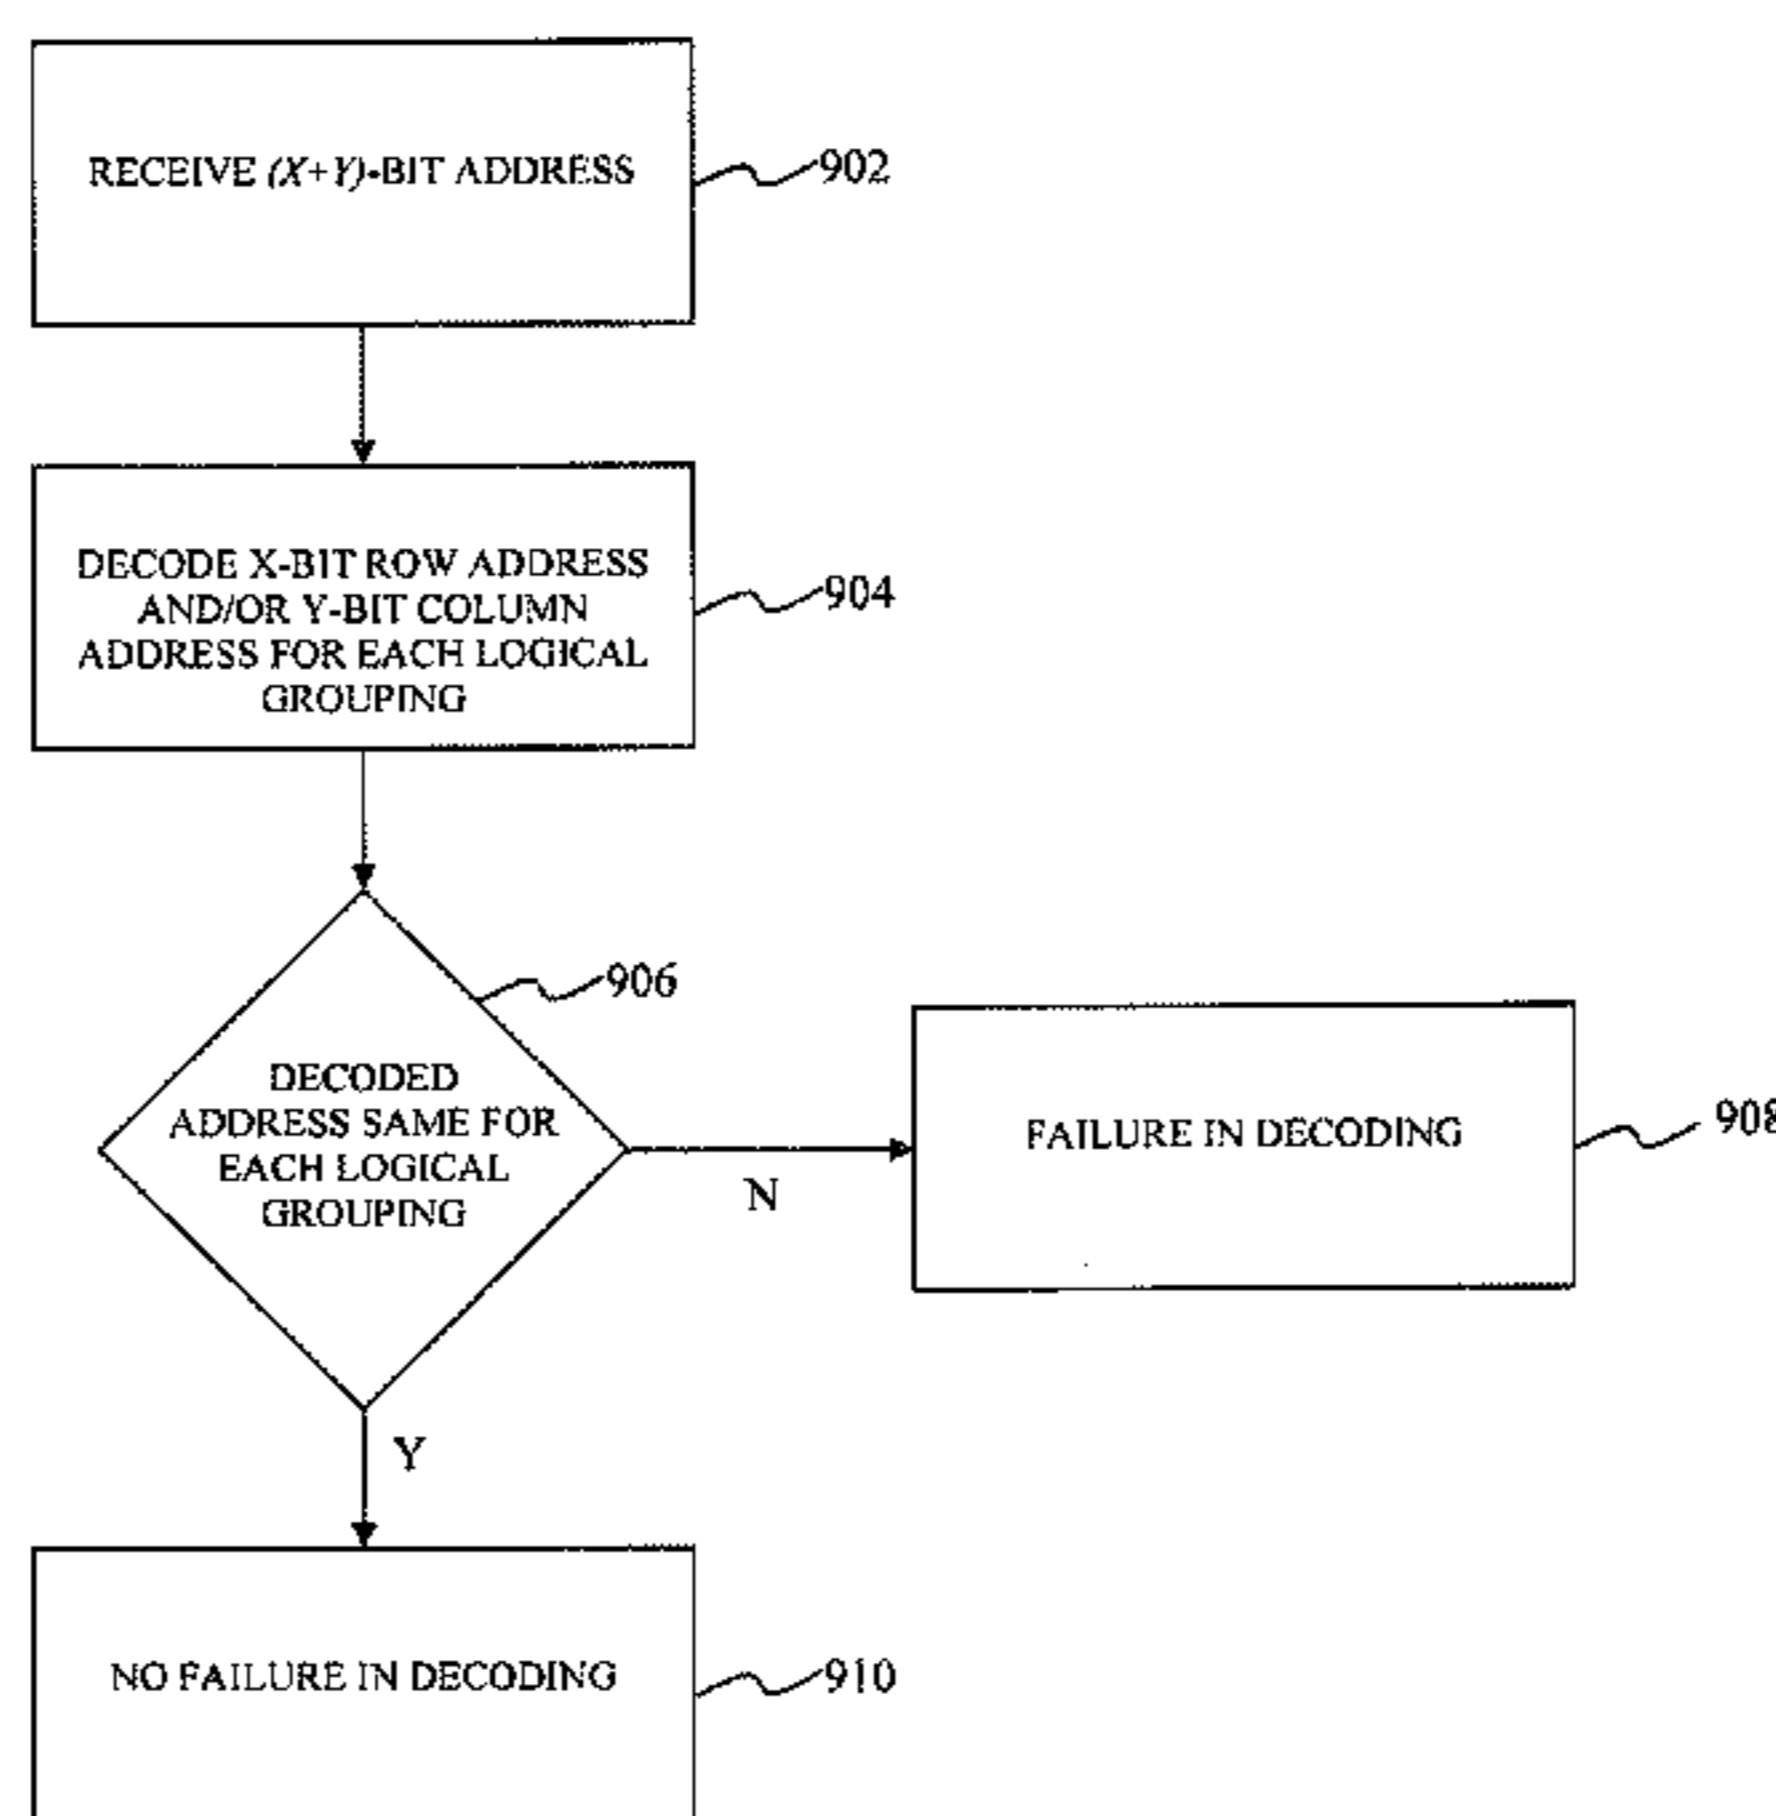 RECEIVE (X+Y)-BIT ADDRESS
902
DECODE X-BIT ROW ADDRESS
AND/OR Y-BIT COLUMN
ADDRESS FOR EACH LOGICAL
GROUPING
904
906
DECODED
ADDRESS SAME FOR
EACH LOGICAL
GROUPING
N
FAILURE IN DECODING
908
Y
NO FAILURE IN DECODING
910